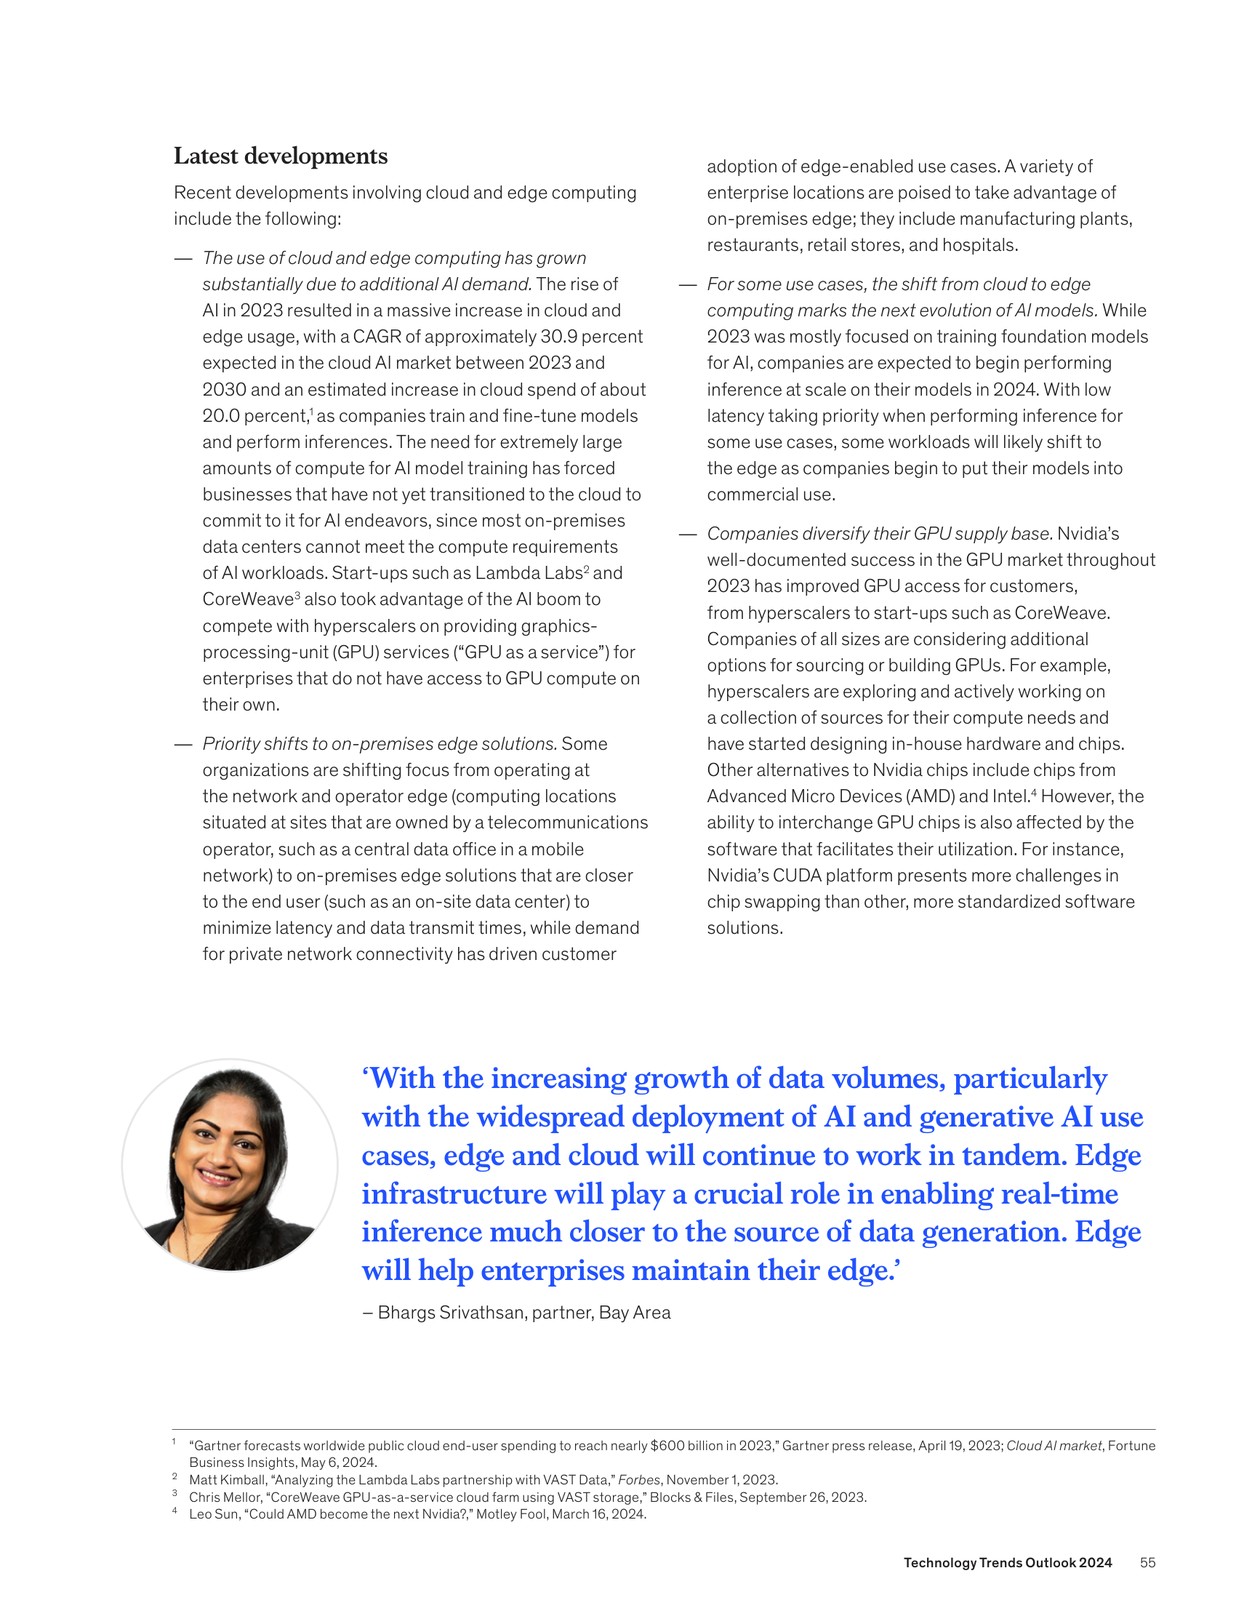 Latest developments
Recent developments involving cloud and edge computing
include the following:
— The use of cloud and edge computing has grown
substantially due to additional AI demand. The rise of
AI in 2023 resulted in a massive increase in cloud and
edge usage, with a CAGR of approximately 30.9 percent
expected in the cloud AI market between 2023 and
2030 and an estimated increase in cloud spend of about
20.0 percent,¹ as companies train and fine-tune models
and perform inferences. The need for extremely large
amounts of compute for AI model training has forced
businesses that have not yet transitioned to the cloud to
commit to it for AI endeavors, since most on-premises
data centers cannot meet the compute requirements
of AI workloads. Start-ups such as Lambda Labs² and
CoreWeave³ also took advantage of the AI boom to
compete with hyperscalers on providing graphics-
processing-unit (GPU) services (“GPU as a service”) for
enterprises that do not have access to GPU compute on
their own.
— Priority shifts to on-premises edge solutions. Some
organizations are shifting focus from operating at
the network and operator edge (computing locations
situated at sites that are owned by a telecommunications
operator, such as a central data office in a mobile
network) to on-premises edge solutions that are closer
to the end user (such as an on-site data center) to
minimize latency and data transmit times, while demand
for private network connectivity has driven customer
adoption of edge-enabled use cases. A variety of
enterprise locations are poised to take advantage of
on-premises edge; they include manufacturing plants,
restaurants, retail stores, and hospitals.
— For some use cases, the shift from cloud to edge
computing marks the next evolution of AI models. While
2023 was mostly focused on training foundation models
for AI, companies are expected to begin performing
inference at scale on their models in 2024. With low
latency taking priority when performing inference for
some use cases, some workloads will likely shift to
the edge as companies begin to put their models into
commercial use.
— Companies diversify their GPU supply base. Nvidia’s
well-documented success in the GPU market throughout
2023 has improved GPU access for customers,
from hyperscalers to start-ups such as CoreWeave.
Companies of all sizes are considering additional
options for sourcing or building GPUs. For example,
hyperscalers are exploring and actively working on
a collection of sources for their compute needs and
have started designing in-house hardware and chips.
Other alternatives to Nvidia chips include chips from
Advanced Micro Devices (AMD) and Intel.⁴ However, the
ability to interchange GPU chips is also affected by the
software that facilitates their utilization. For instance,
Nvidia’s CUDA platform presents more challenges in
chip swapping than other, more standardized software
solutions.
‘With the increasing growth of data volumes, particularly
with the widespread deployment of AI and generative AI use
cases, edge and cloud will continue to work in tandem. Edge
infrastructure will play a crucial role in enabling real-time
inference much closer to the source of data generation. Edge
will help enterprises maintain their edge.’
– Bhargs Srivathsan, partner, Bay Area
¹ “Gartner forecasts worldwide public cloud end-user spending to reach nearly $600 billion in 2023,” Gartner press release, April 19, 2023; Cloud AI market, Fortune
Business Insights, May 6, 2024.
² Matt Kimball, “Analyzing the Lambda Labs partnership with VAST Data,” Forbes, November 1, 2023.
³ Chris Mellor, “CoreWeave GPU-as-a-service cloud farm using VAST storage,” Blocks & Files, September 26, 2023.
⁴ Leo Sun, “Could AMD become the next Nvidia?,” Motley Fool, March 16, 2024.
Technology Trends Outlook 2024 55